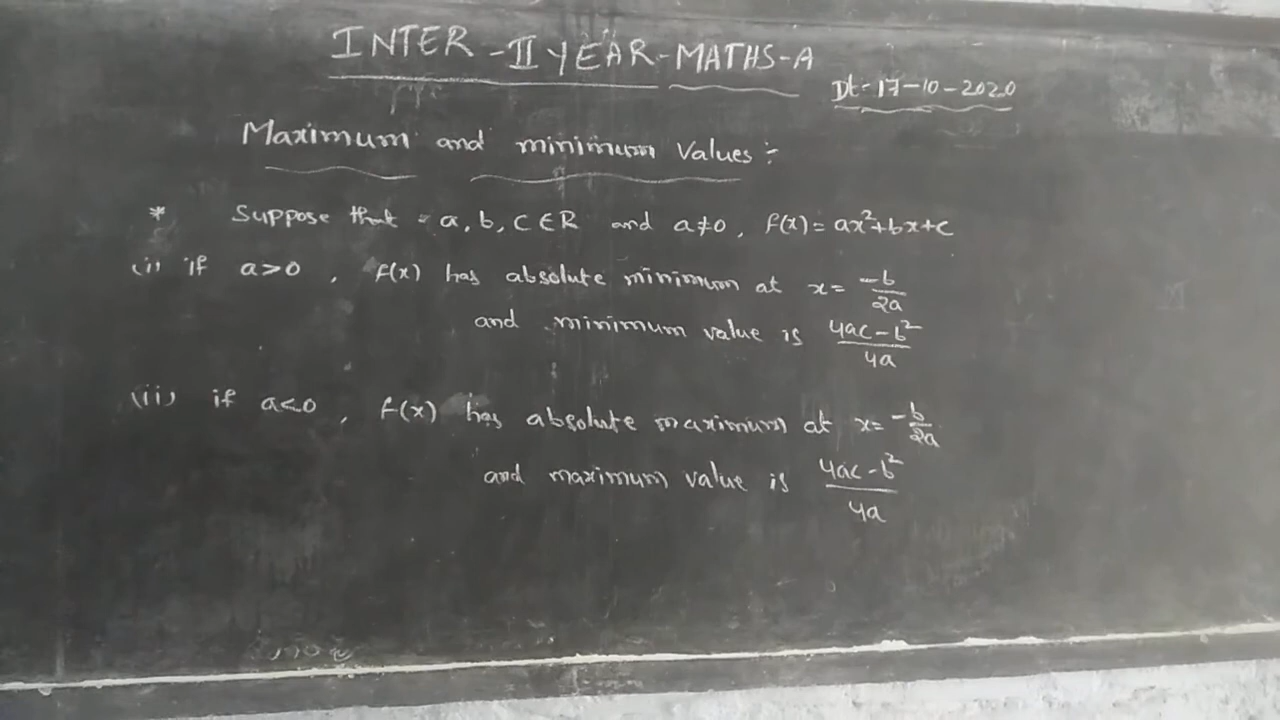 INTER - II YEAR - MATHS - A
Dt:- 17-10-2020
Maximum and minimum Values :-
* Suppose that a, b, c ∈ R and a≠0, f(x) = ax²+bx+c
(i) if a>0, f(x) has absolute minimum at x = -b/2a
and minimum value is 4ac-b²/4a
(ii) if a<0, f(x) has absolute maximum at x = -b/2a
and maximum value is 4ac-b²/4a